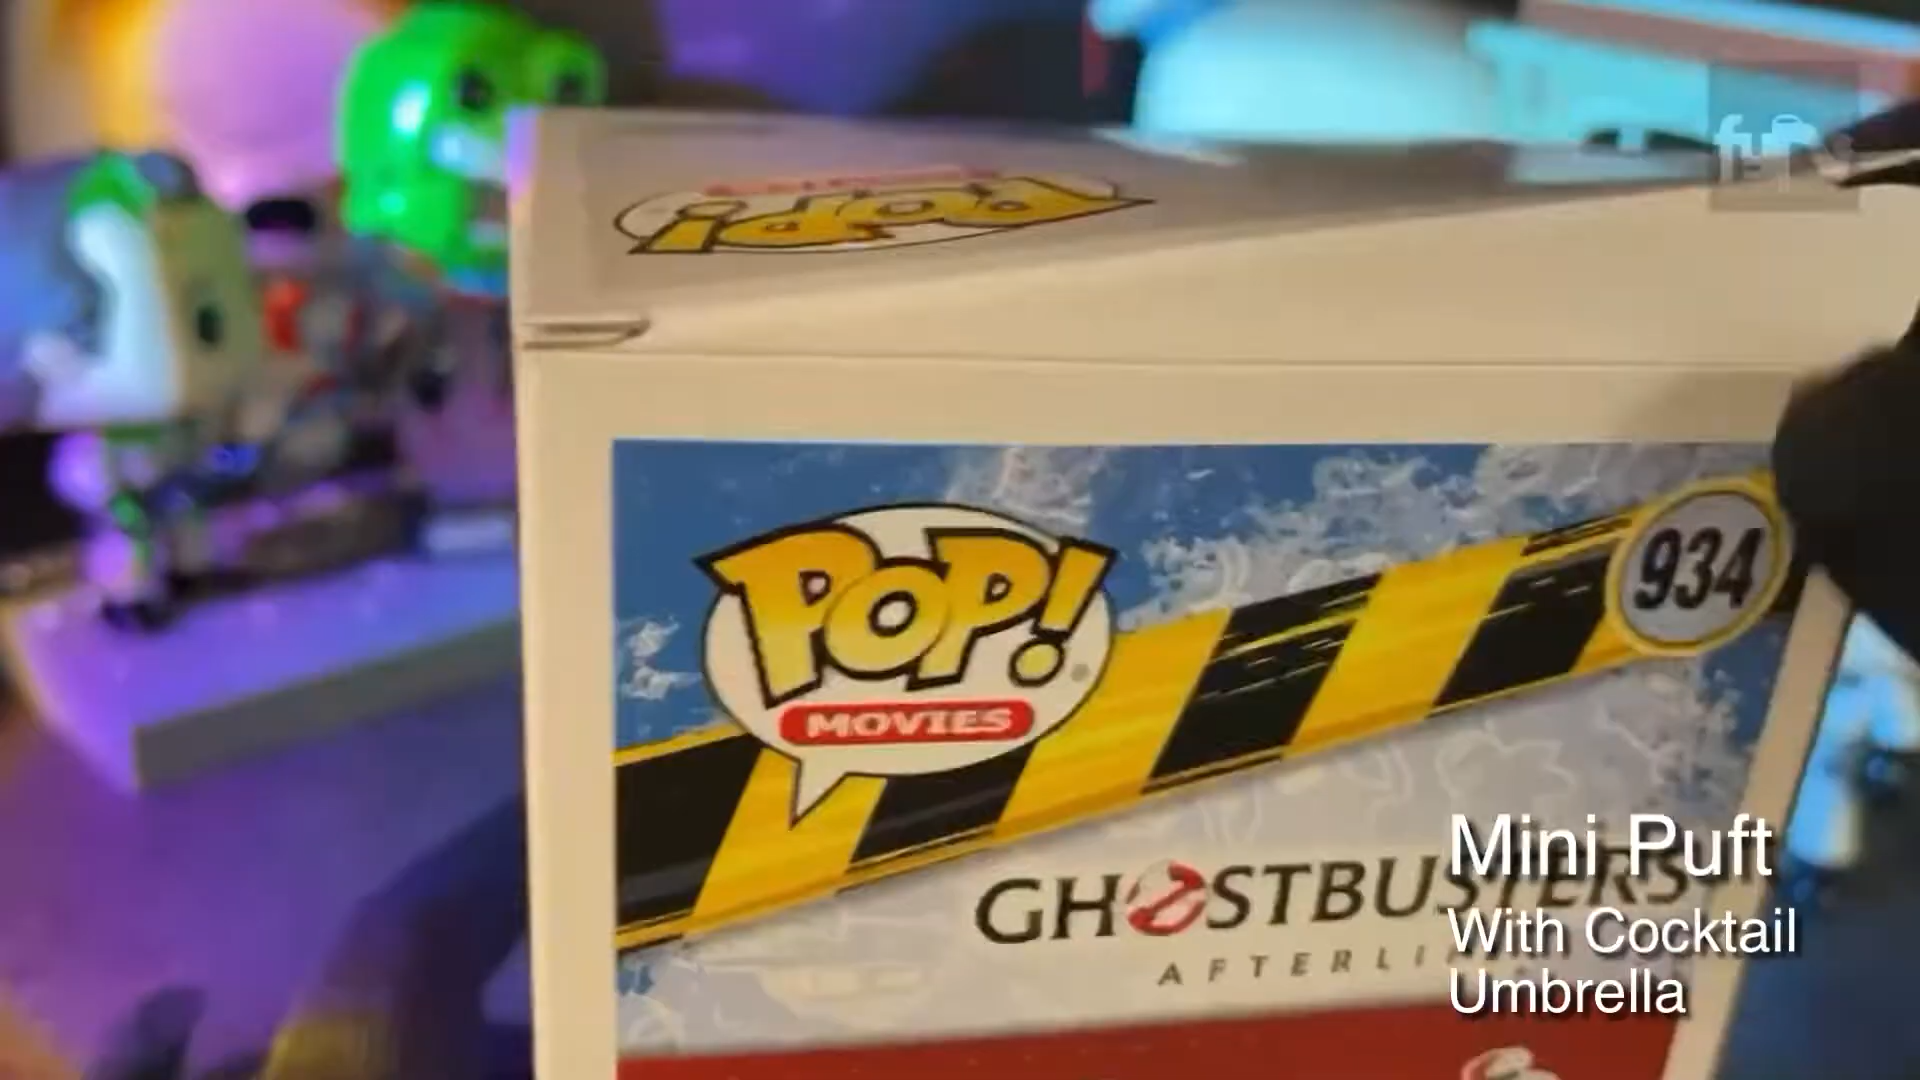 POP!
POP!
MOVIES
934
GHOSTBUSTERS
Mini Puft
With Cocktail
Umbrella